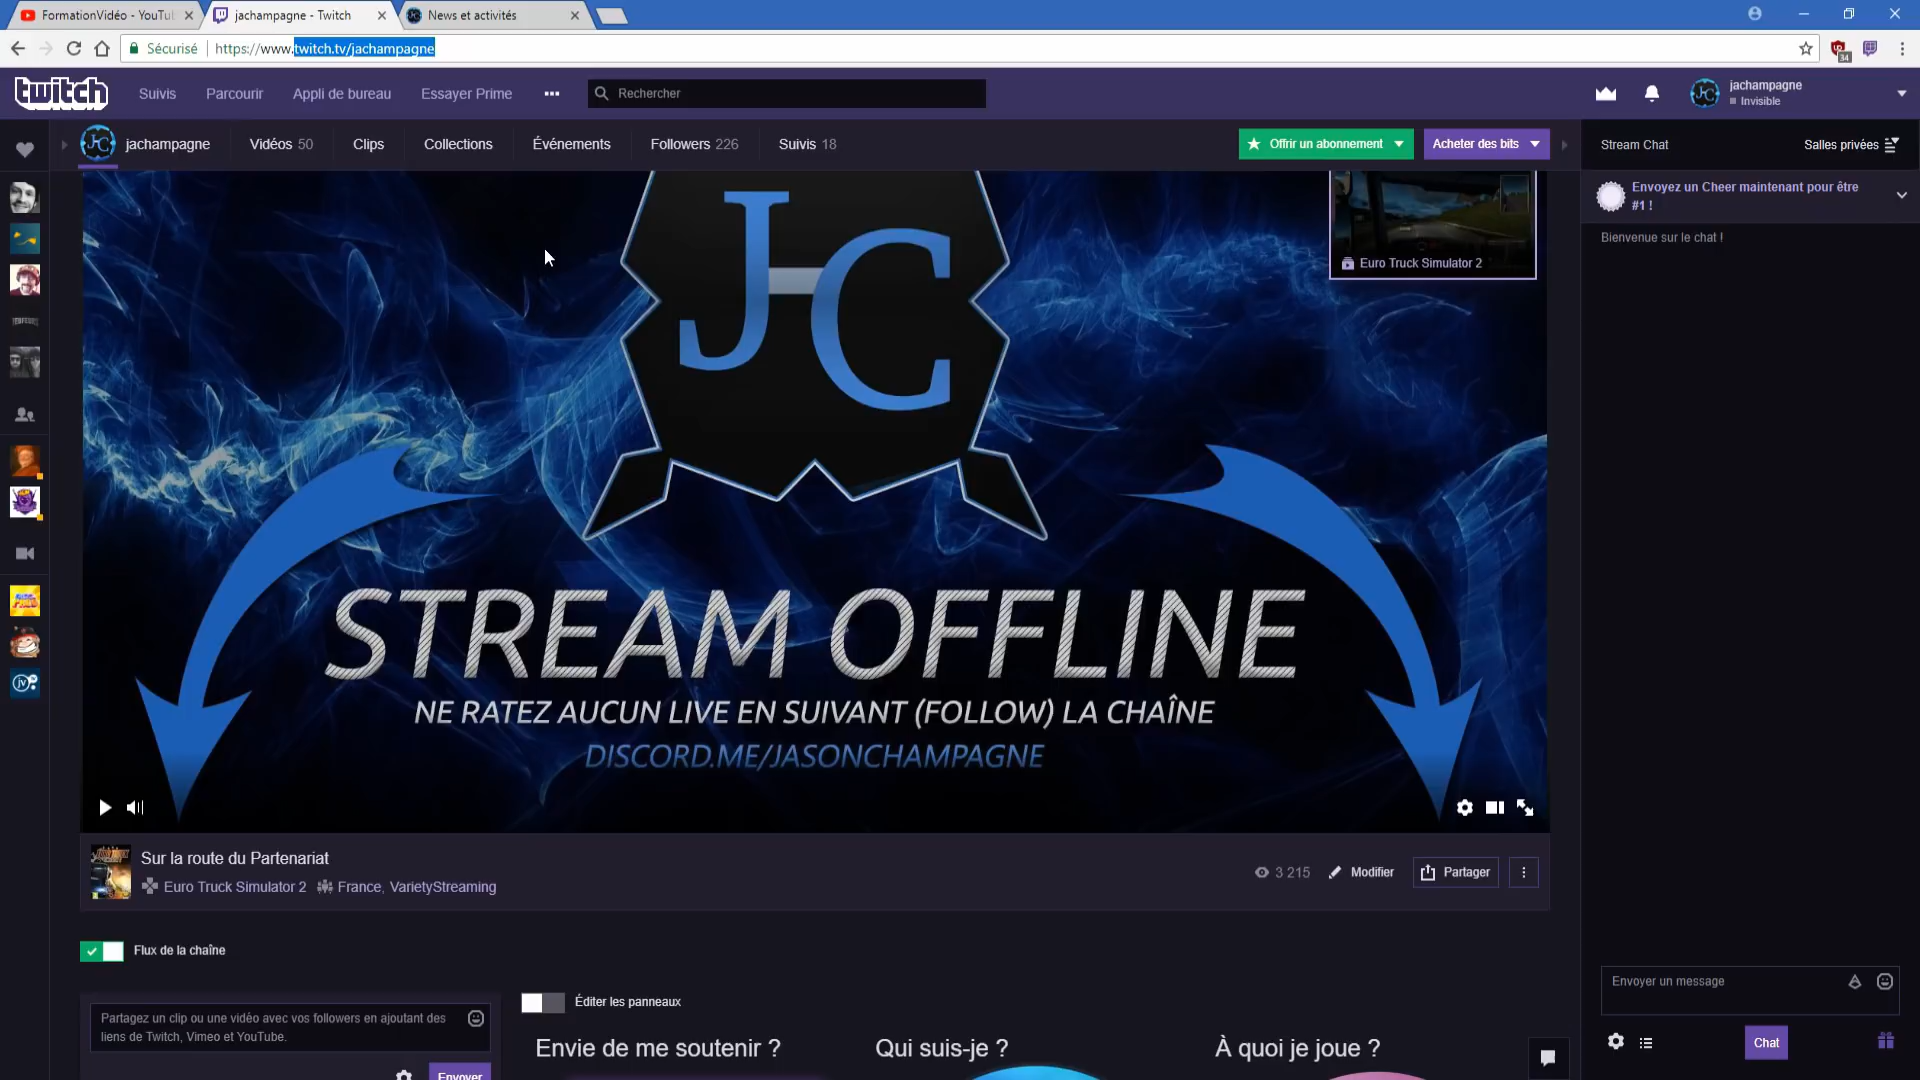 FormationVidéo - YouTu
jachampagne - Twitch
News et activités
Sécurisé
https://www.twitch.tv/jachampagne
34
twitch
Suivis
Parcourir
Appli de bureau
Essayer Prime
Rechercher
jachampagne
Invisible
jachampagne
Vidéos 50
Clips
Collections
Événements
Followers 226
Suivis 18
Offrir un abonnement
Acheter des bits
Stream Chat
Salles privées
Envoyez un Cheer maintenant pour être
#1 !
Bienvenue sur le chat !
JC
Euro Truck Simulator 2
STREAM OFFLINE
NE RATEZ AUCUN LIVE EN SUIVANT (FOLLOW) LA CHAÎNE
DISCORD.ME/JASONCHAMPAGNE
Sur la route du Partenariat
Euro Truck Simulator 2
France, VarietyStreaming
3 215
Modifier
Partager
Flux de la chaîne
Partagez un clip ou une vidéo avec vos followers en ajoutant des
liens de Twitch, Vimeo et YouTube.
Envoyer
Éditer les panneaux
Envie de me soutenir ?
Qui suis-je ?
À quoi je joue ?
Envoyer un message
Chat